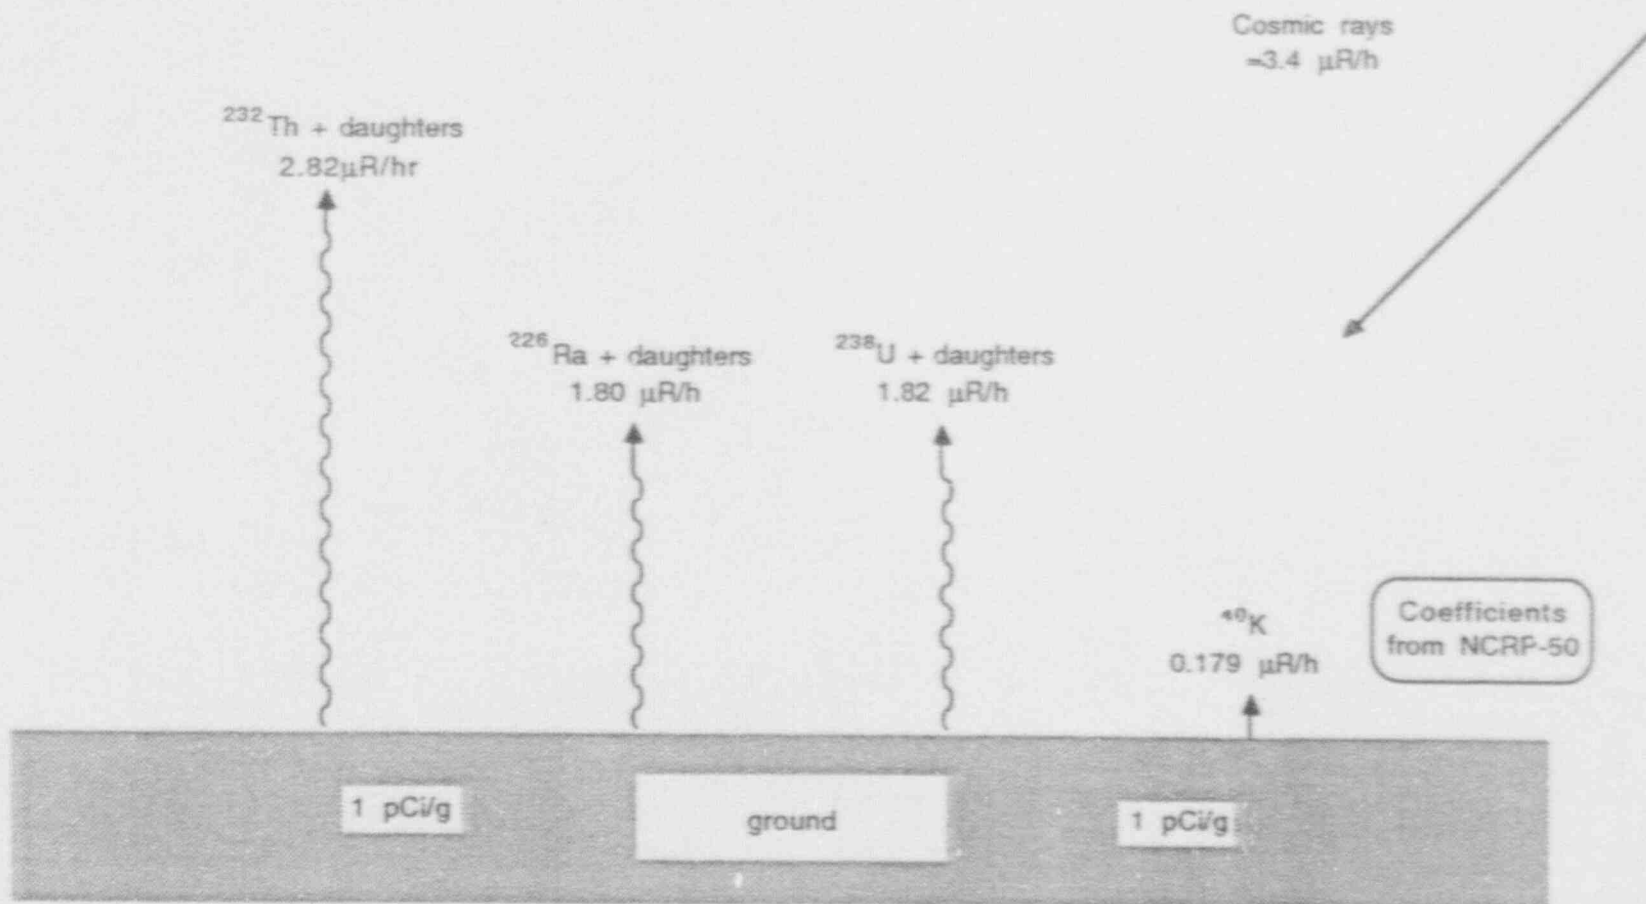 Cosmic rays
≈3.4 μR/h
²³²Th + daughters
2.82μR/hr
²²⁶Ra + daughters
1.80 μR/h
²³⁸U + daughters
1.82 μR/h
⁴⁰K
0.179 μR/h
Coefficients
from NCRP-50
1 pCi/g
ground
1 pCi/g